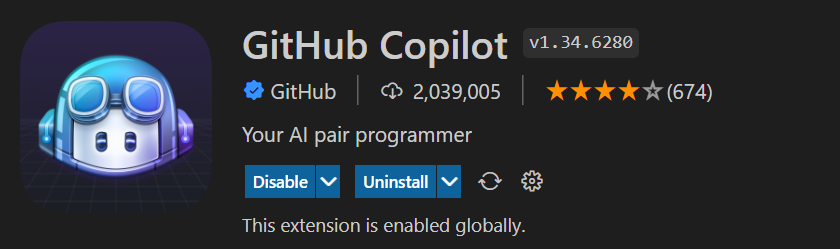 GitHub Copilot v1.34.6280
GitHub 2,039,005 (674)
Your AI pair programmer
Disable Uninstall
This extension is enabled globally.